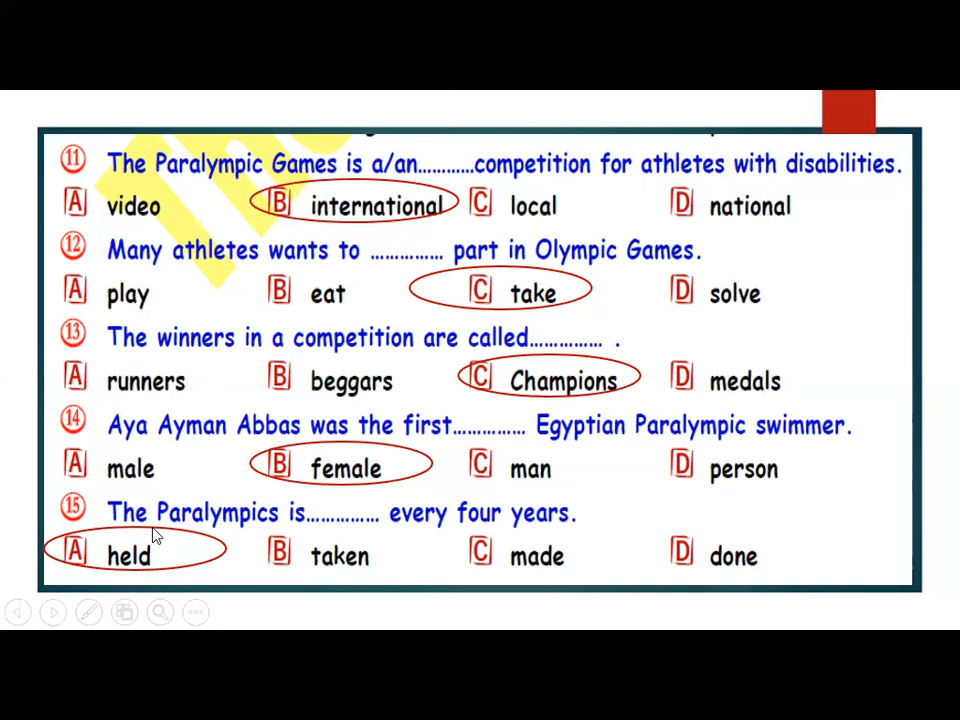 ⑪ The Paralympic Games is a/an............competition for athletes with disabilities.
A video B international C local D national
⑫ Many athletes wants to ............... part in Olympic Games.
A play B eat C take D solve
⑬ The winners in a competition are called............... .
A runners B beggars C Champions D medals
⑭ Aya Ayman Abbas was the first............... Egyptian Paralympic swimmer.
A male B female C man D person
⑮ The Paralympics is............... every four years.
A held B taken C made D done